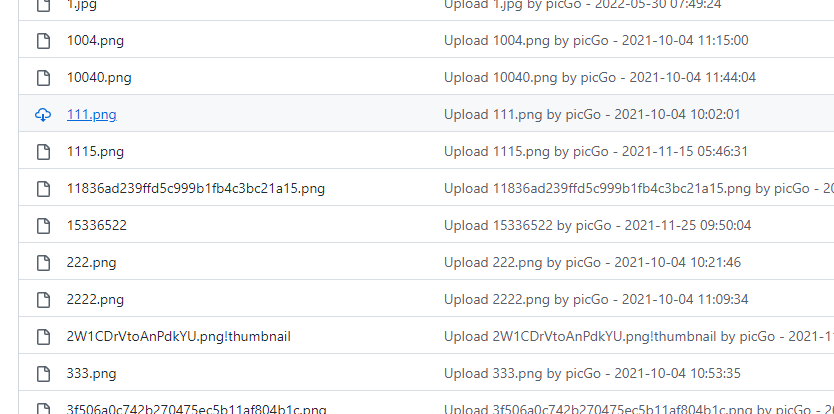 1.jpg Upload 1.jpg by picGo - 2022-05-30 07:49:24
1004.png Upload 1004.png by picGo - 2021-10-04 11:15:00
10040.png Upload 10040.png by picGo - 2021-10-04 11:44:04
111.png Upload 111.png by picGo - 2021-10-04 10:02:01
1115.png Upload 1115.png by picGo - 2021-11-15 05:46:31
11836ad239ffd5c999b1fb4c3bc21a15.png Upload 11836ad239ffd5c999b1fb4c3bc21a15.png by picGo - 20
15336522 Upload 15336522 by picGo - 2021-11-25 09:50:04
222.png Upload 222.png by picGo - 2021-10-04 10:21:46
2222.png Upload 2222.png by picGo - 2021-10-04 11:09:34
2W1CDrVtoAnPdkYU.png!thumbnail Upload 2W1CDrVtoAnPdkYU.png!thumbnail by picGo - 2021-11
333.png Upload 333.png by picGo - 2021-10-04 10:53:35
3f506a0c742b270475ec5b11af804b1c.png Upload 3f506a0c742b270475ec5b11af804b1c.png by picGo - 20